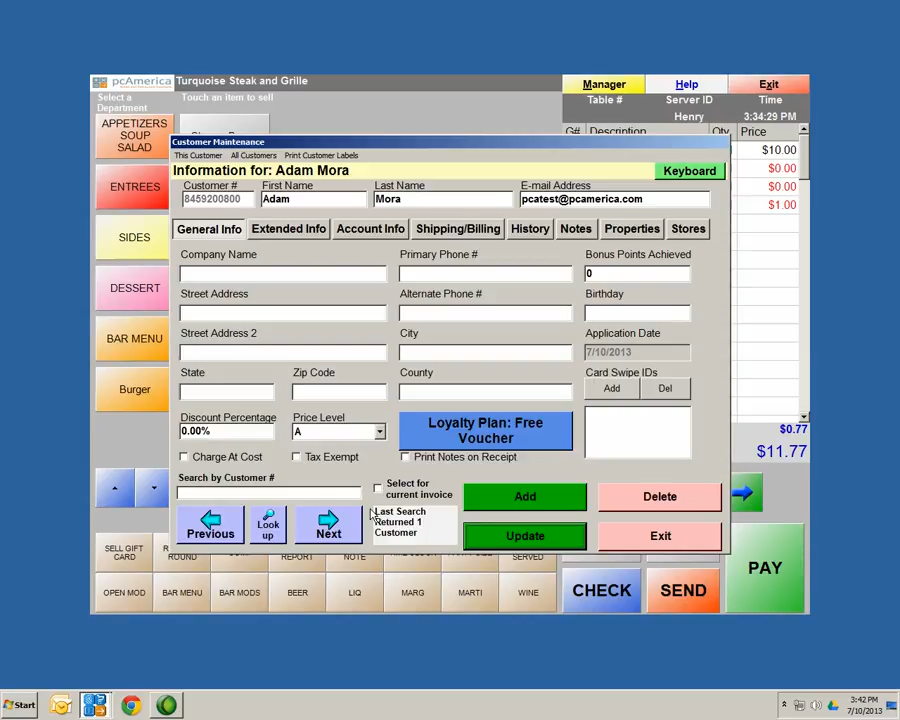 pcAmerica
Turquoise Steak and Grille
Manager
Help
Exit
Select a
Department
Touch an item to sell
Table #
Server ID
Time
Henry
3:34:29 PM
APPETIZERS
SOUP
SALAD
G# Description Qty Price
$10.00
$0.00
$0.00
$1.00
ENTREES
SIDES
DESSERT
BAR MENU
Burger
Customer Maintenance
This Customer All Customers Print Customer Labels
Information for: Adam Mora
Keyboard
Customer # First Name Last Name E-mail Address
8459200800 Adam Mora pcatest@pcamerica.com
General Info Extended Info Account Info Shipping/Billing History Notes Properties Stores
Company Name Primary Phone # Bonus Points Achieved
0
Street Address Alternate Phone # Birthday
Street Address 2 City Application Date
7/10/2013
State Zip Code County Card Swipe IDs
Add Del
Discount Percentage Price Level
0.00% A
Loyalty Plan: Free
Voucher
Charge At Cost Tax Exempt Print Notes on Receipt
Search by Customer #
Select for
current invoice
Add Delete
Previous
Look
up
Next
Last Search
Returned 1
Customer
Update Exit
$0.77
$11.77
SELL GIFT
CARD
ROUND
REPORT
NOTE
SERVED
OPEN MOD BAR MENU BAR MODS BEER LIQ MARG MARTI WINE
CHECK SEND PAY
Start
3:42 PM
7/10/2013